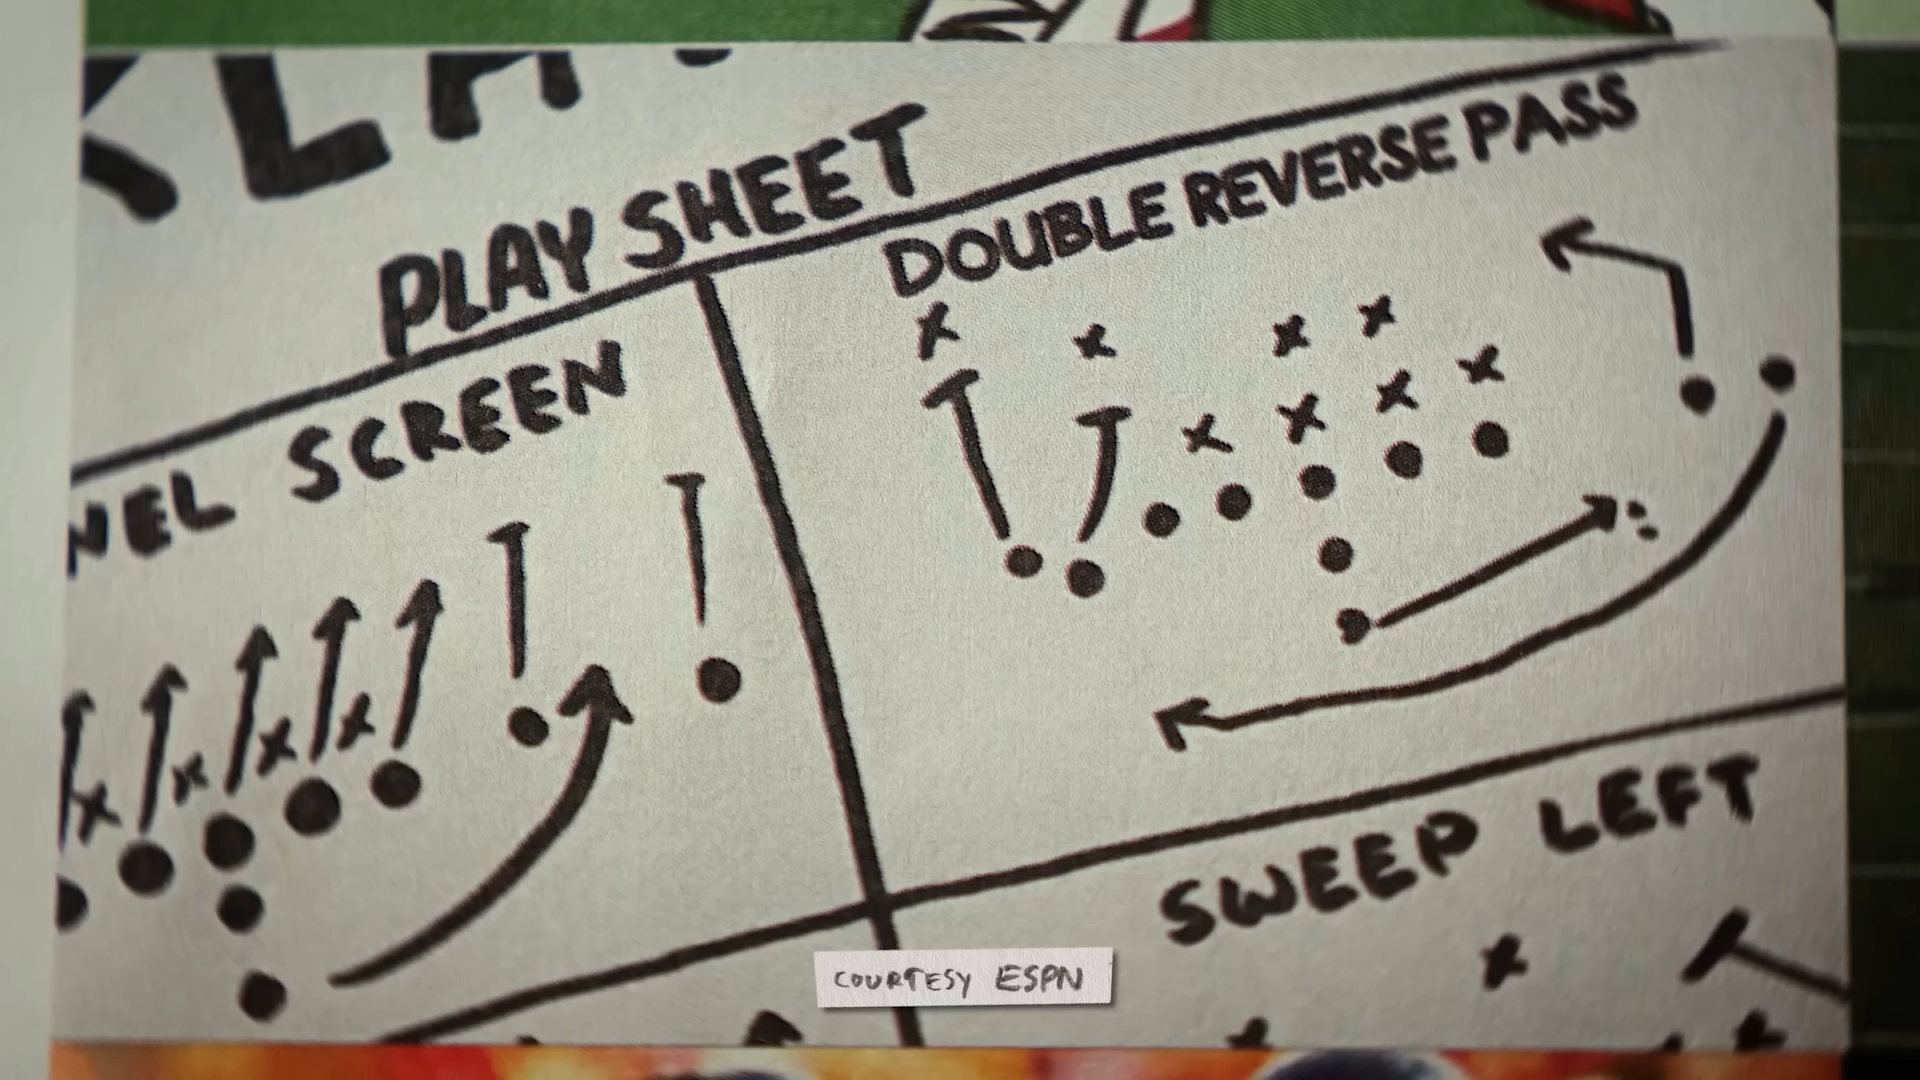 PLAY SHEET
NEL SCREEN
DOUBLE REVERSE PASS
SWEEP LEFT
COURTESY ESPN